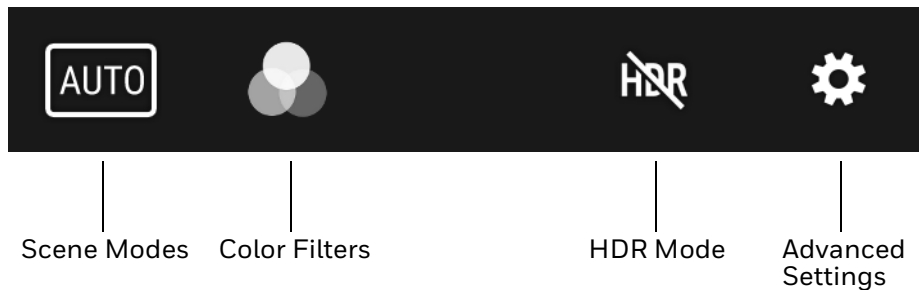 AUTO
HDR
Scene Modes
Color Filters
HDR Mode
Advanced
Settings